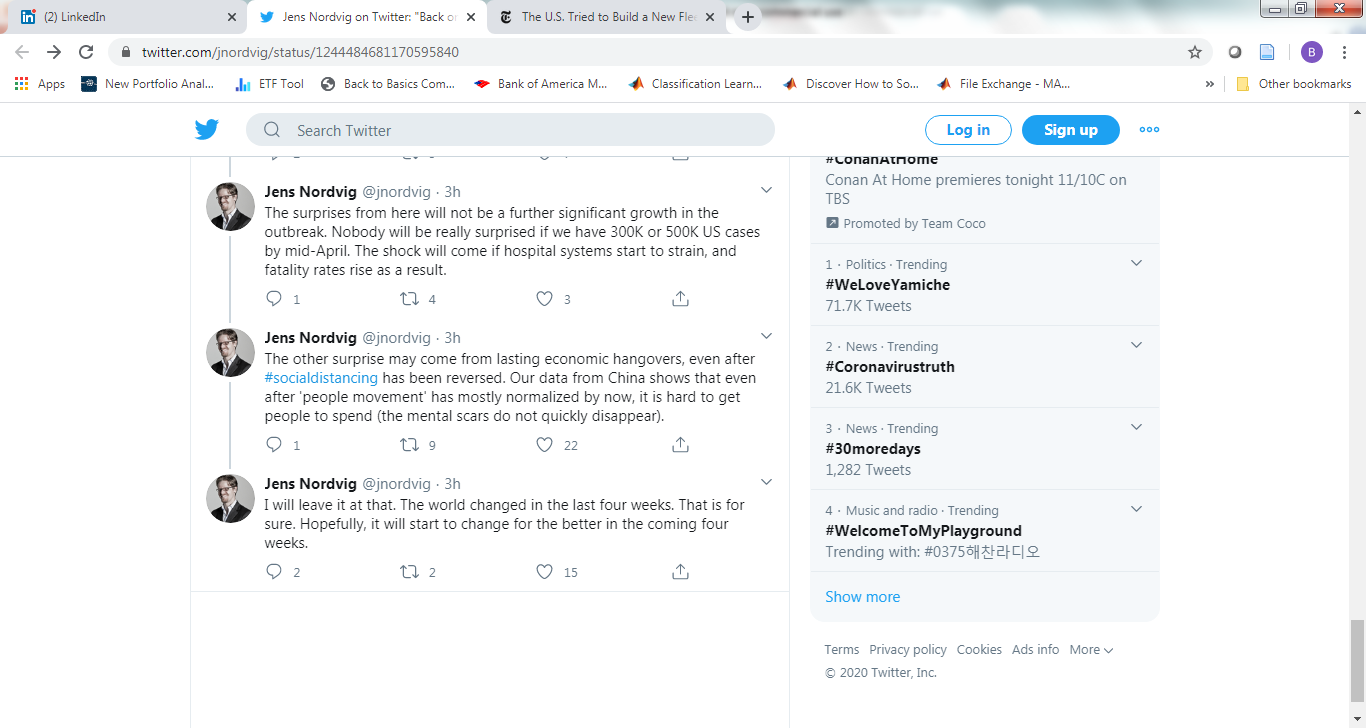 (2) LinkedIn
Jens Nordvig on Twitter: "Back or
The U.S. Tried to Build a New Fle
twitter.com/jnordvig/status/1244484681170595840
B
Apps
New Portfolio Anal...
ETF Tool
Back to Basics Com...
Bank of America M...
Classification Learn...
Discover How to So...
File Exchange - MA...
»
Other bookmarks
Search Twitter
Log in
Sign up
Jens Nordvig @jnordvig · 3h
The surprises from here will not be a further significant growth in the
outbreak. Nobody will be really surprised if we have 300K or 500K US cases
by mid-April. The shock will come if hospital systems start to strain, and
fatality rates rise as a result.
1 4 3
Jens Nordvig @jnordvig · 3h
The other surprise may come from lasting economic hangovers, even after
#socialdistancing has been reversed. Our data from China shows that even
after 'people movement' has mostly normalized by now, it is hard to get
people to spend (the mental scars do not quickly disappear).
1 9 22
Jens Nordvig @jnordvig · 3h
I will leave it at that. The world changed in the last four weeks. That is for
sure. Hopefully, it will start to change for the better in the coming four
weeks.
2 2 15
#ConanAtHome
Conan At Home premieres tonight 11/10C on
TBS
Promoted by Team Coco
1 · Politics · Trending
#WeLoveYamiche
71.7K Tweets
2 · News · Trending
#Coronavirustruth
21.6K Tweets
3 · News · Trending
#30moredays
1,282 Tweets
4 · Music and radio · Trending
#WelcomeToMyPlayground
Trending with: #0375해찬라디오
Show more
Terms Privacy policy Cookies Ads info More
© 2020 Twitter, Inc.